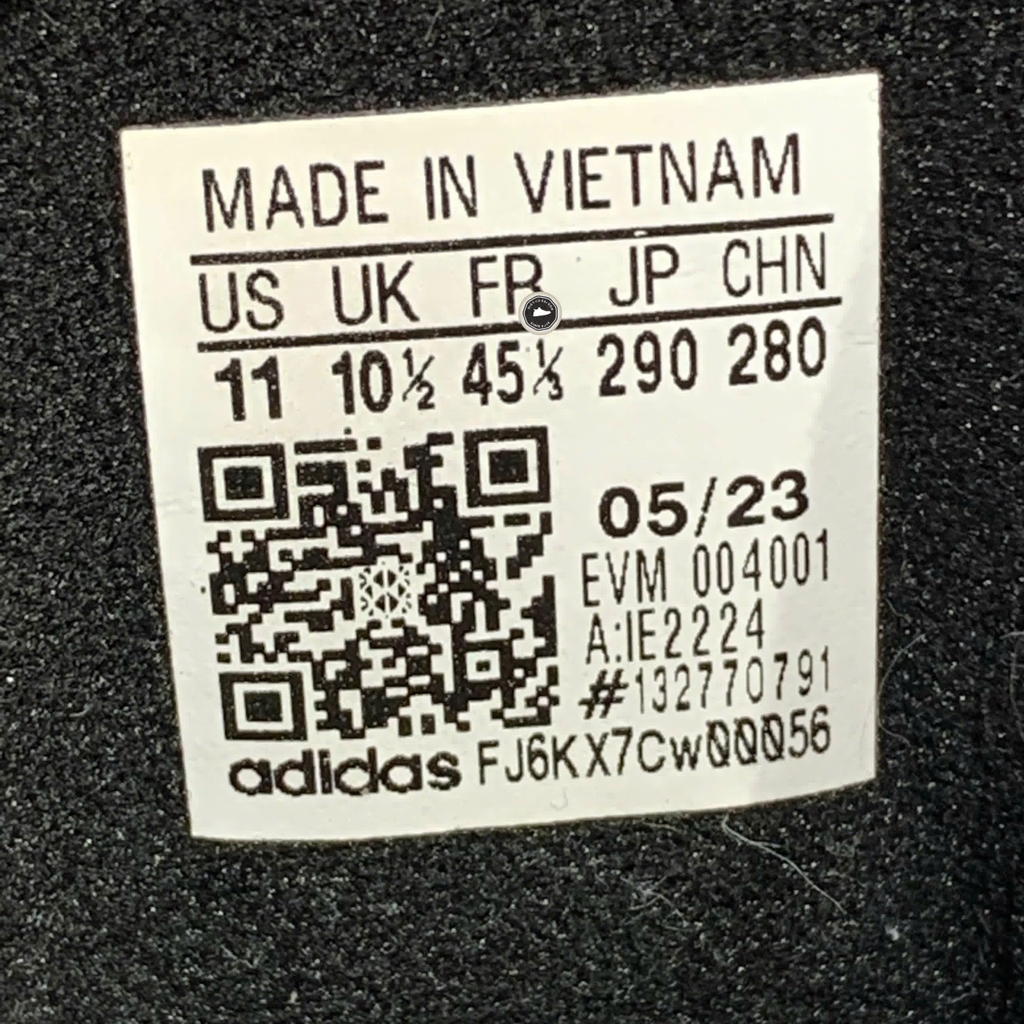 MADE IN VIETNAM
US UK FR JP CHN
11 10½ 45⅓ 290 280
05/23
EVM 004001
A:IE2224
#132770791
adidas FJ6KX7Cw00056